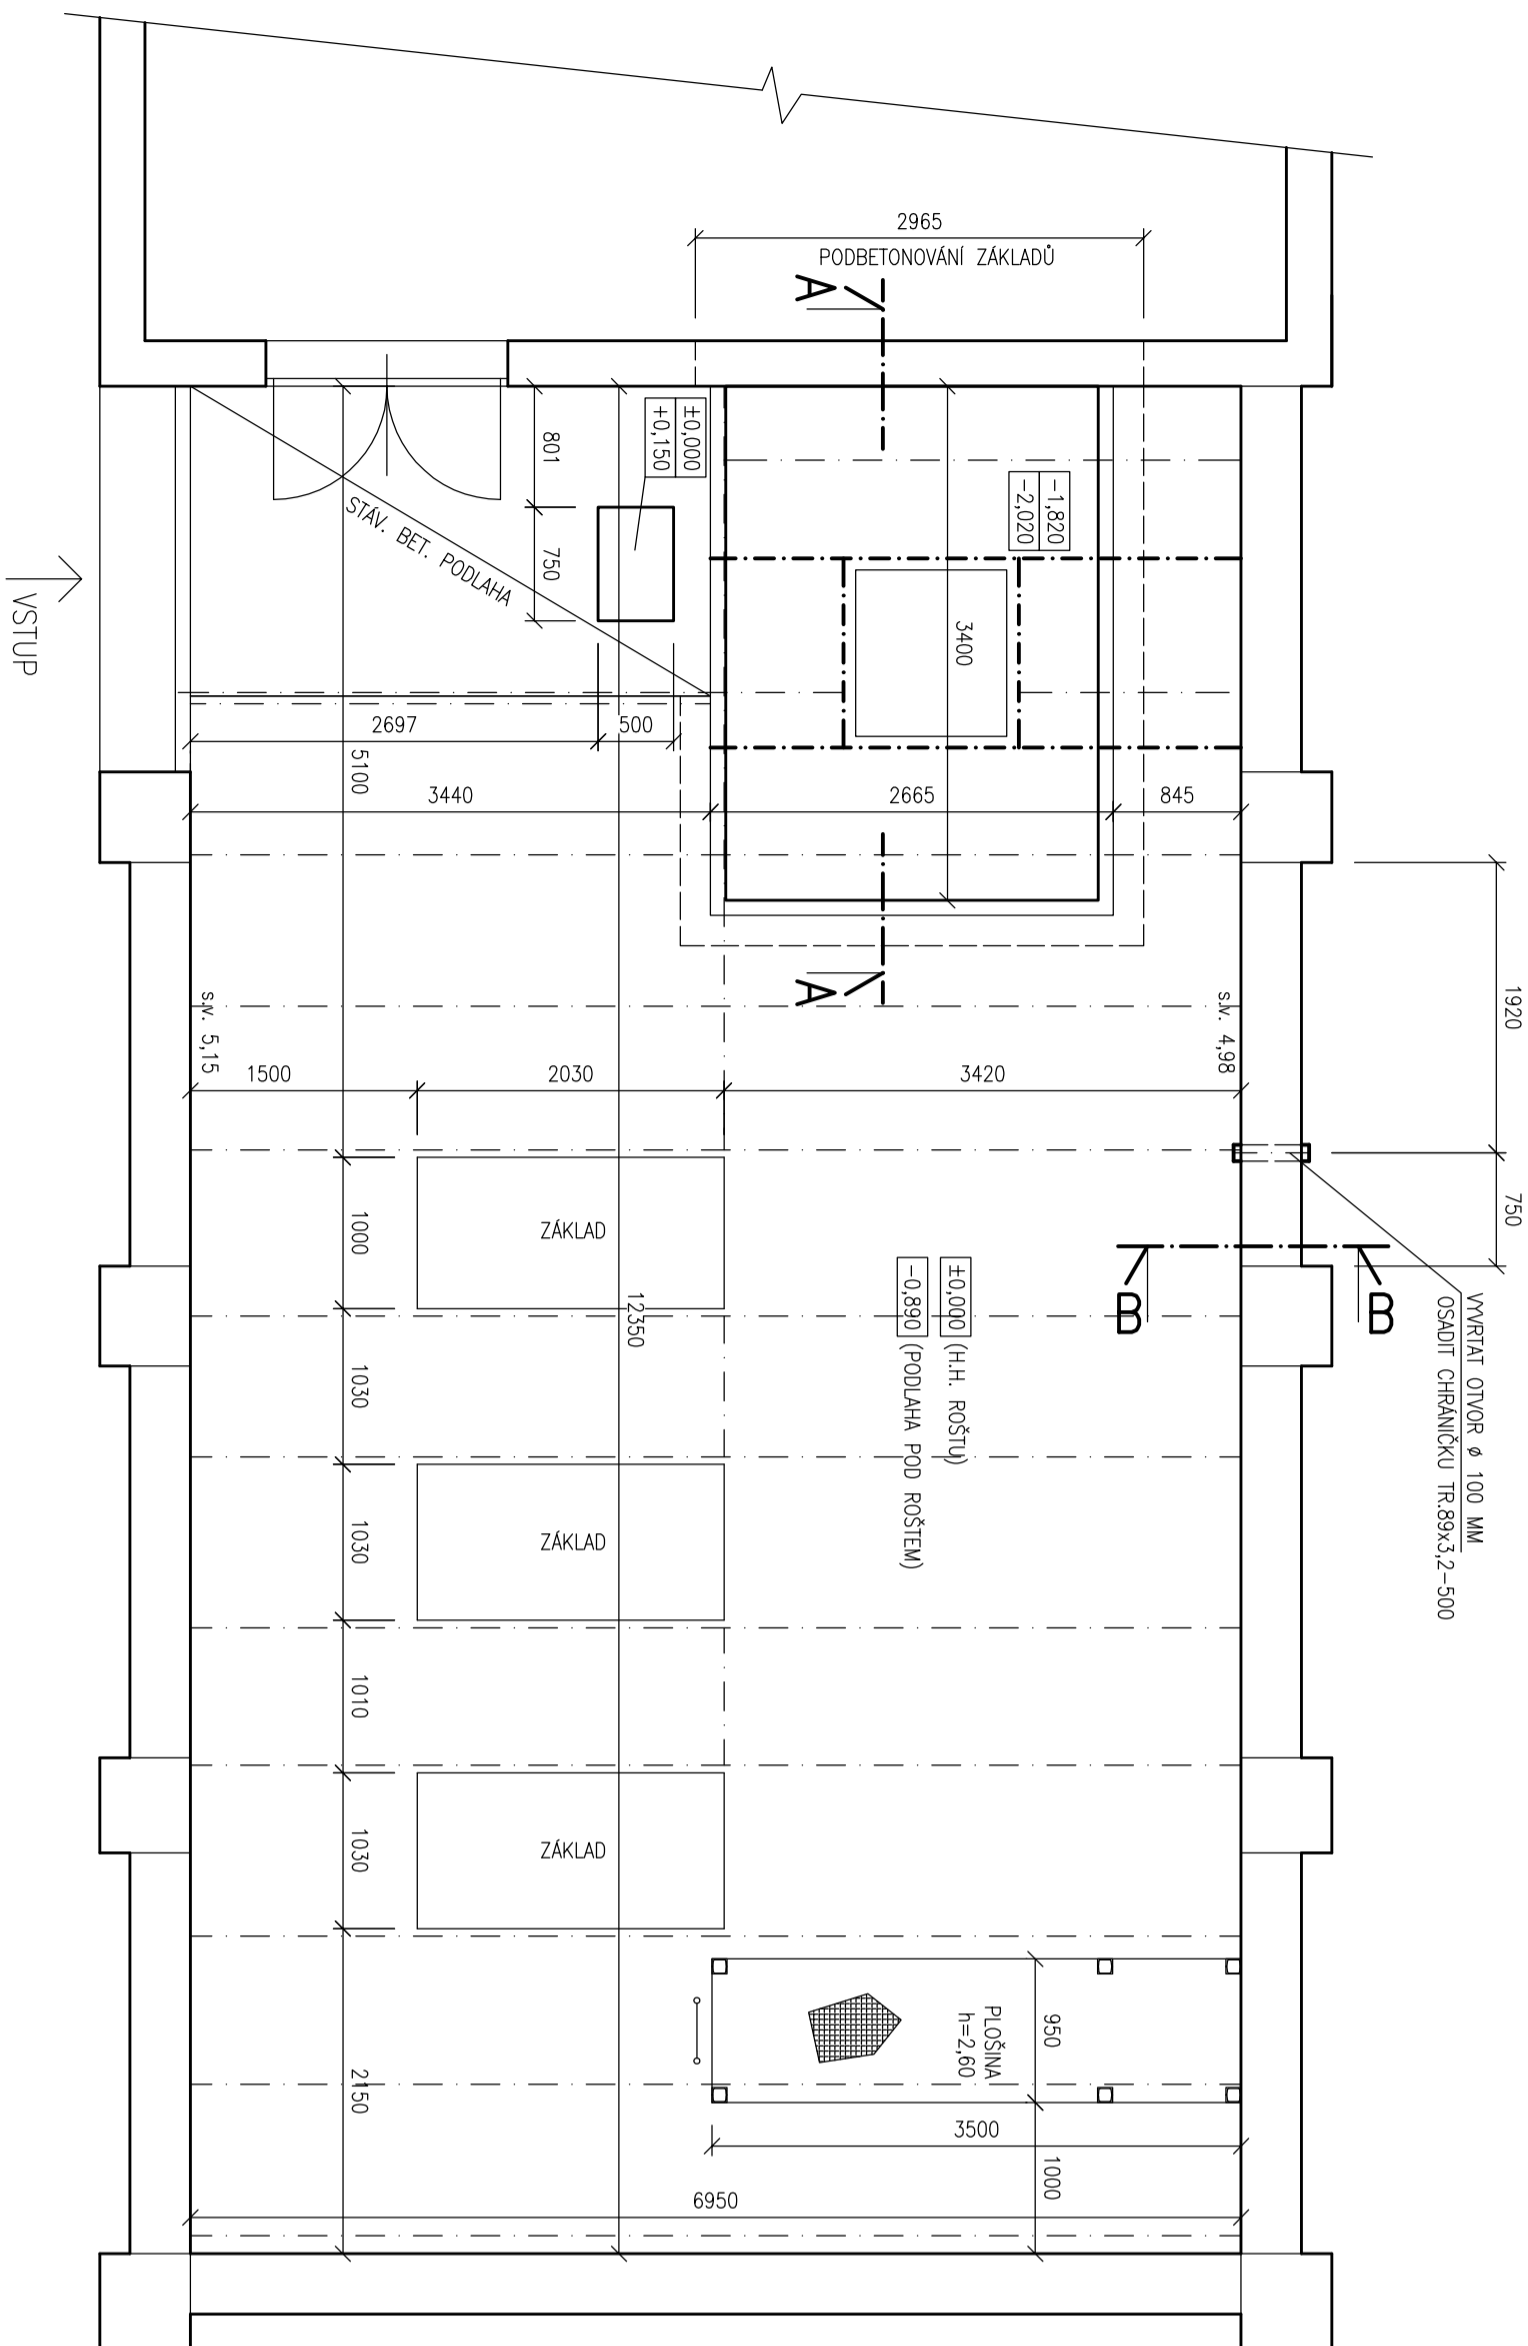 2965
PODBETONOVÁNÍ ZÁKLADŮ
A
A
801
750
±0,000
+0,150
-1,820
-2,020
3400
STÁV. BET. PODLAHA
VSTUP
2697
500
5100
3440
2665
845
1920
750
s.v. 5,15
s.v. 4,98
1500
2030
3420
VYVRTAT OTVOR ø 100 MM
OSADIT CHRÁNIČKU TR.89x3,2-500
B
B
ZÁKLAD
1000
12350
±0,000 (H.H. ROŠTU)
-0,890 (PODLAHA POD ROŠTEM)
1030
ZÁKLAD
1030
1010
ZÁKLAD
1030
PLOŠINA
h=2,60
950
2150
3500
1000
6950